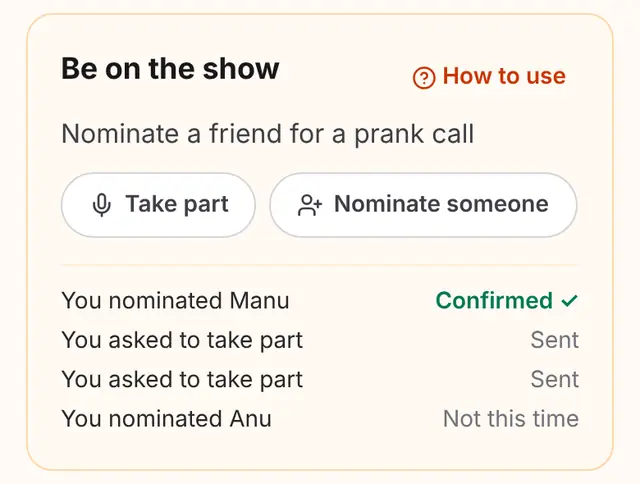 Be on the show
How to use
Nominate a friend for a prank call
Take part
Nominate someone
You nominated Manu Confirmed ✓
You asked to take part Sent
You asked to take part Sent
You nominated Anu Not this time